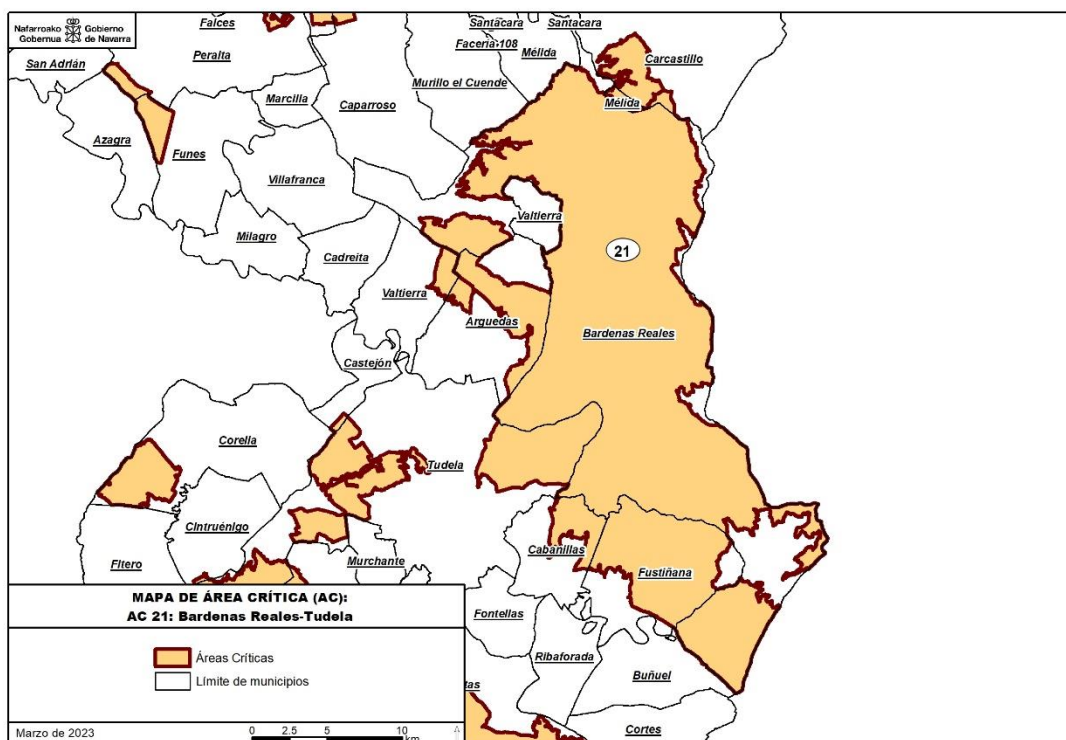 Nafarroako Gobierno
Gobernua de Navarra
Falces
Santacara
Santacara
San Adrián
Peralta
Facería 108
Mélida
Carcastillo
Murillo el Cuende
Marcilla
Caparroso
Mélida
Azagra
Funes
Villafranca
Valtierra
Milagro
Cadreita
21
Valtierra
Arguedas
Bardenas Reales
Castejón
Corella
Tudela
Cintruénigo
Cabanillas
Fitero
Murchante
Fustiñana
MAPA DE ÁREA CRÍTICA (AC):
AC 21: Bardenas Reales-Tudela
Fontellas
Áreas Críticas
Límite de municipios
Ribaforada
Buñuel
tas
Cortes
Marzo de 2023
0 2.5 5 10
km